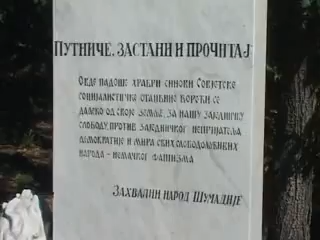 ПУТНИЧЕ, ЗАСТАНИ И ПРОЧИТАЈ
ОВДЕ ПАДОШЕ ХРАБРИ СИНОВИ СОВЈЕТСКЕ
СОЦИЈАЛИСТИЧКЕ ОТАЏБИНЕ БОРЕЋИ СЕ
ДАЛЕКО ОД СВОЈЕ ЗЕМЉЕ, ЗА НАШУ ЗАЈЕДНИЧКУ
СЛОБОДУ, ПРОТИВ ЗАЈЕДНИЧКОГ НЕПРИЈАТЕЉА
ДЕМОКРАТИЈЕ И МИРА СВИХ СЛОБОДОЉУБИВИХ
НАРОДА - НЕМАЧКОГ ФАШИЗМА
ЗАХВАЛНИ НАРОД ШУМАДИЈЕ